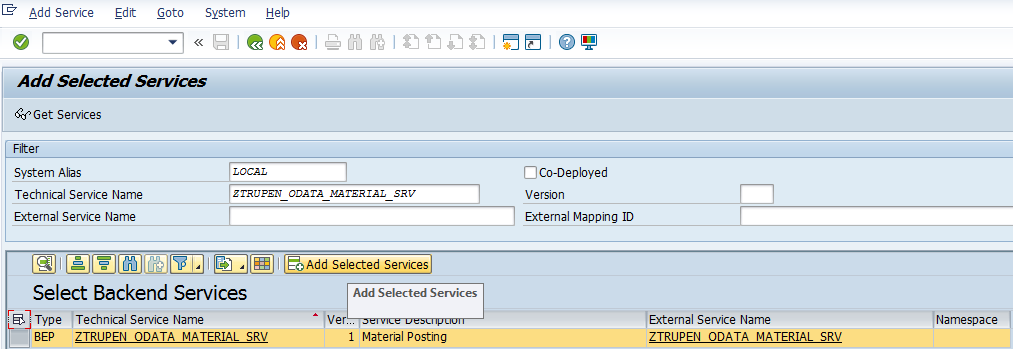 Add Service Edit Goto System Help
Add Selected Services
Get Services
Filter
System Alias LOCAL Co-Deployed
Technical Service Name ZTRUPEN_ODATA_MATERIAL_SRV Version
External Service Name External Mapping ID
Add Selected Services
Select Backend Services
Add Selected Services
Type Technical Service Name Ver... Service Description External Service Name Namespace
BEP ZTRUPEN_ODATA_MATERIAL_SRV 1 Material Posting ZTRUPEN_ODATA_MATERIAL_SRV